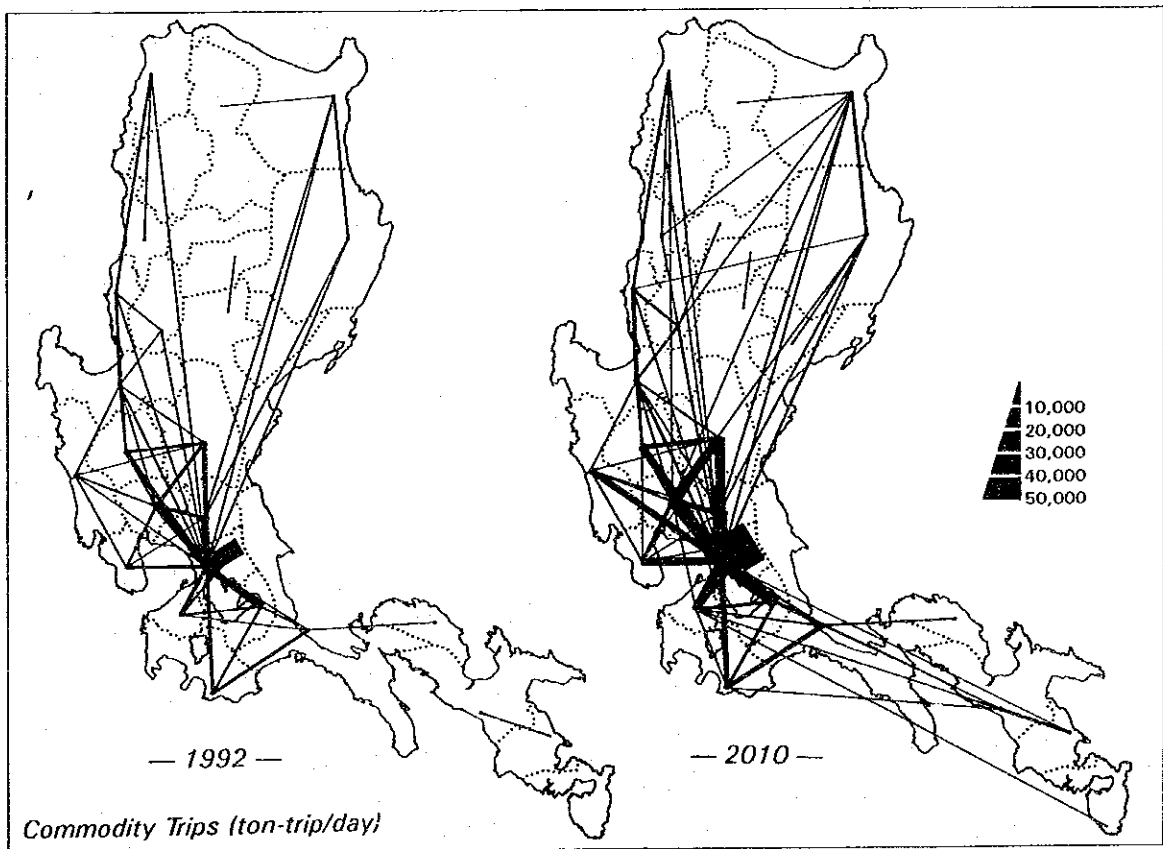 10,000
20,000
30,000
40,000
50,000
— 1992 —
— 2010 —
Commodity Trips (ton-trip/day)